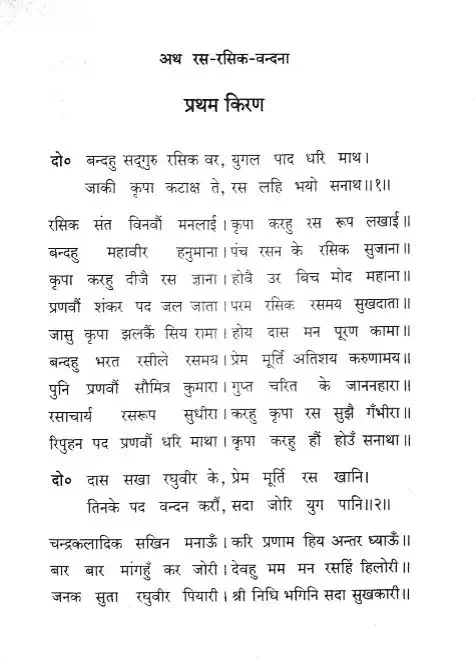 अथ रस-रसिक-वन्दना
प्रथम किरण
दो० बन्दहु सद्गुरु रसिक वर, युगल पाद धरि माथ।
जाकी कृपा कटाक्ष ते, रस लहि भयो सनाथ॥१॥
रसिक संत विनवौं मनलाई। कृपा करहु रस रूप लखाई॥
बन्दहु महावीर हनुमाना। पंच रसन के रसिक सुजाना॥
कृपा करहु दीजै रस ज्ञाना। होवै उर बिच मोद महाना॥
प्रणवौं शंकर पद जल जाता। परम रसिक रसमय सुखदाता॥
जासु कृपा झलकैं सिय रामा। होय दास मन पूरण कामा॥
बन्दहु भरत रसीले रसमय। प्रेम मूर्ति अतिशय करुणामय॥
पुनि प्रणवौं सौमित्र कुमारा। गुप्त चरित के जाननहारा॥
रसाचार्य रसरूप सुधीरा। करहु कृपा रस सुझै गँभीरा॥
रिपुहन पद प्रणवौं धरि माथा। कृपा करहु हौं होउँ सनाथा॥
दो० दास सखा रघुवीर के, प्रेम मूर्ति रस खानि।
तिनके पद वन्दन करौं, सदा जोरि युग पानि॥२॥
चन्द्रकलादिक सखिन मनाऊँ। करि प्रणाम हिय अन्तर ध्याऊँ॥
बार बार मांगहुँ कर जोरी। देवहु मम मन रसहिं हिलोरी॥
जनक सुता रघुवीर पियारी। श्री निधि भगिनि सदा सुखकारी॥